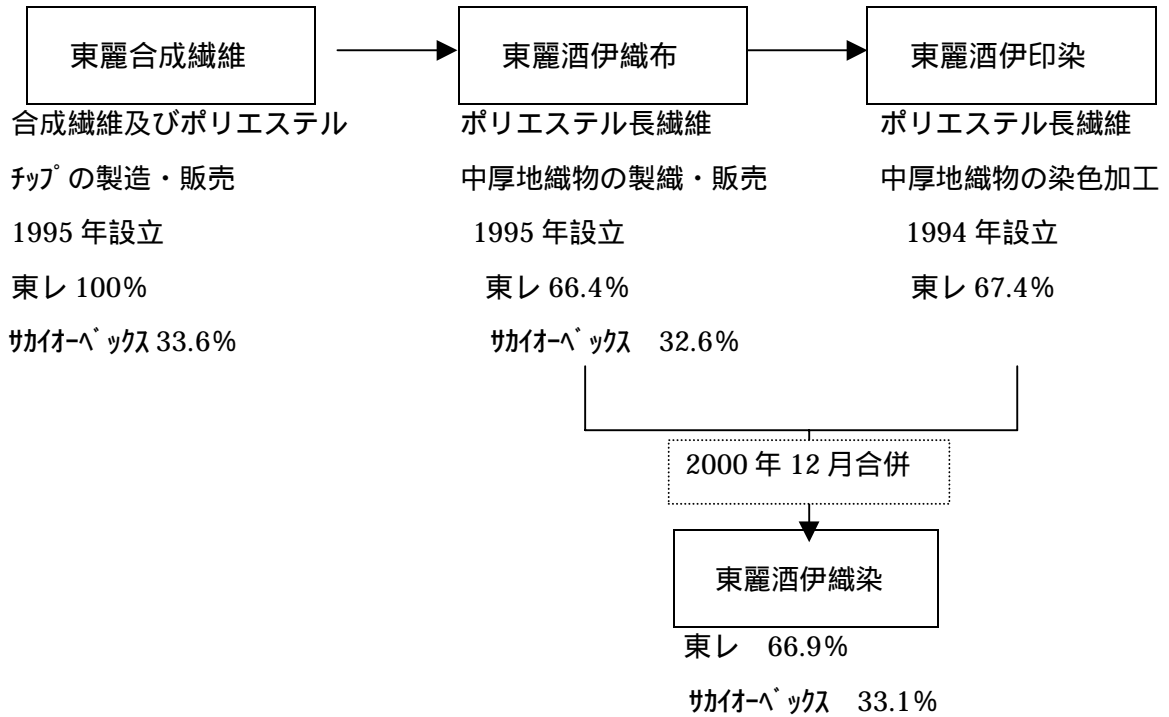 東麗合成繊維
合成繊維及びポリエステル
ﾁｯﾌﾟの製造・販売
1995 年設立
東レ 100%
ｻｶｲｵｰﾍﾞｯｸｽ 33.6%
東麗酒伊織布
ポリエステル長繊維
中厚地織物の製織・販売
1995 年設立
東レ 66.4%
ｻｶｲｵｰﾍﾞｯｸｽ 32.6%
東麗酒伊印染
ポリエステル長繊維
中厚地織物の染色加工
1994 年設立
東レ 67.4%
2000 年 12 月合併
東麗酒伊織染
東レ 66.9%
ｻｶｲｵｰﾍﾞｯｸｽ 33.1%